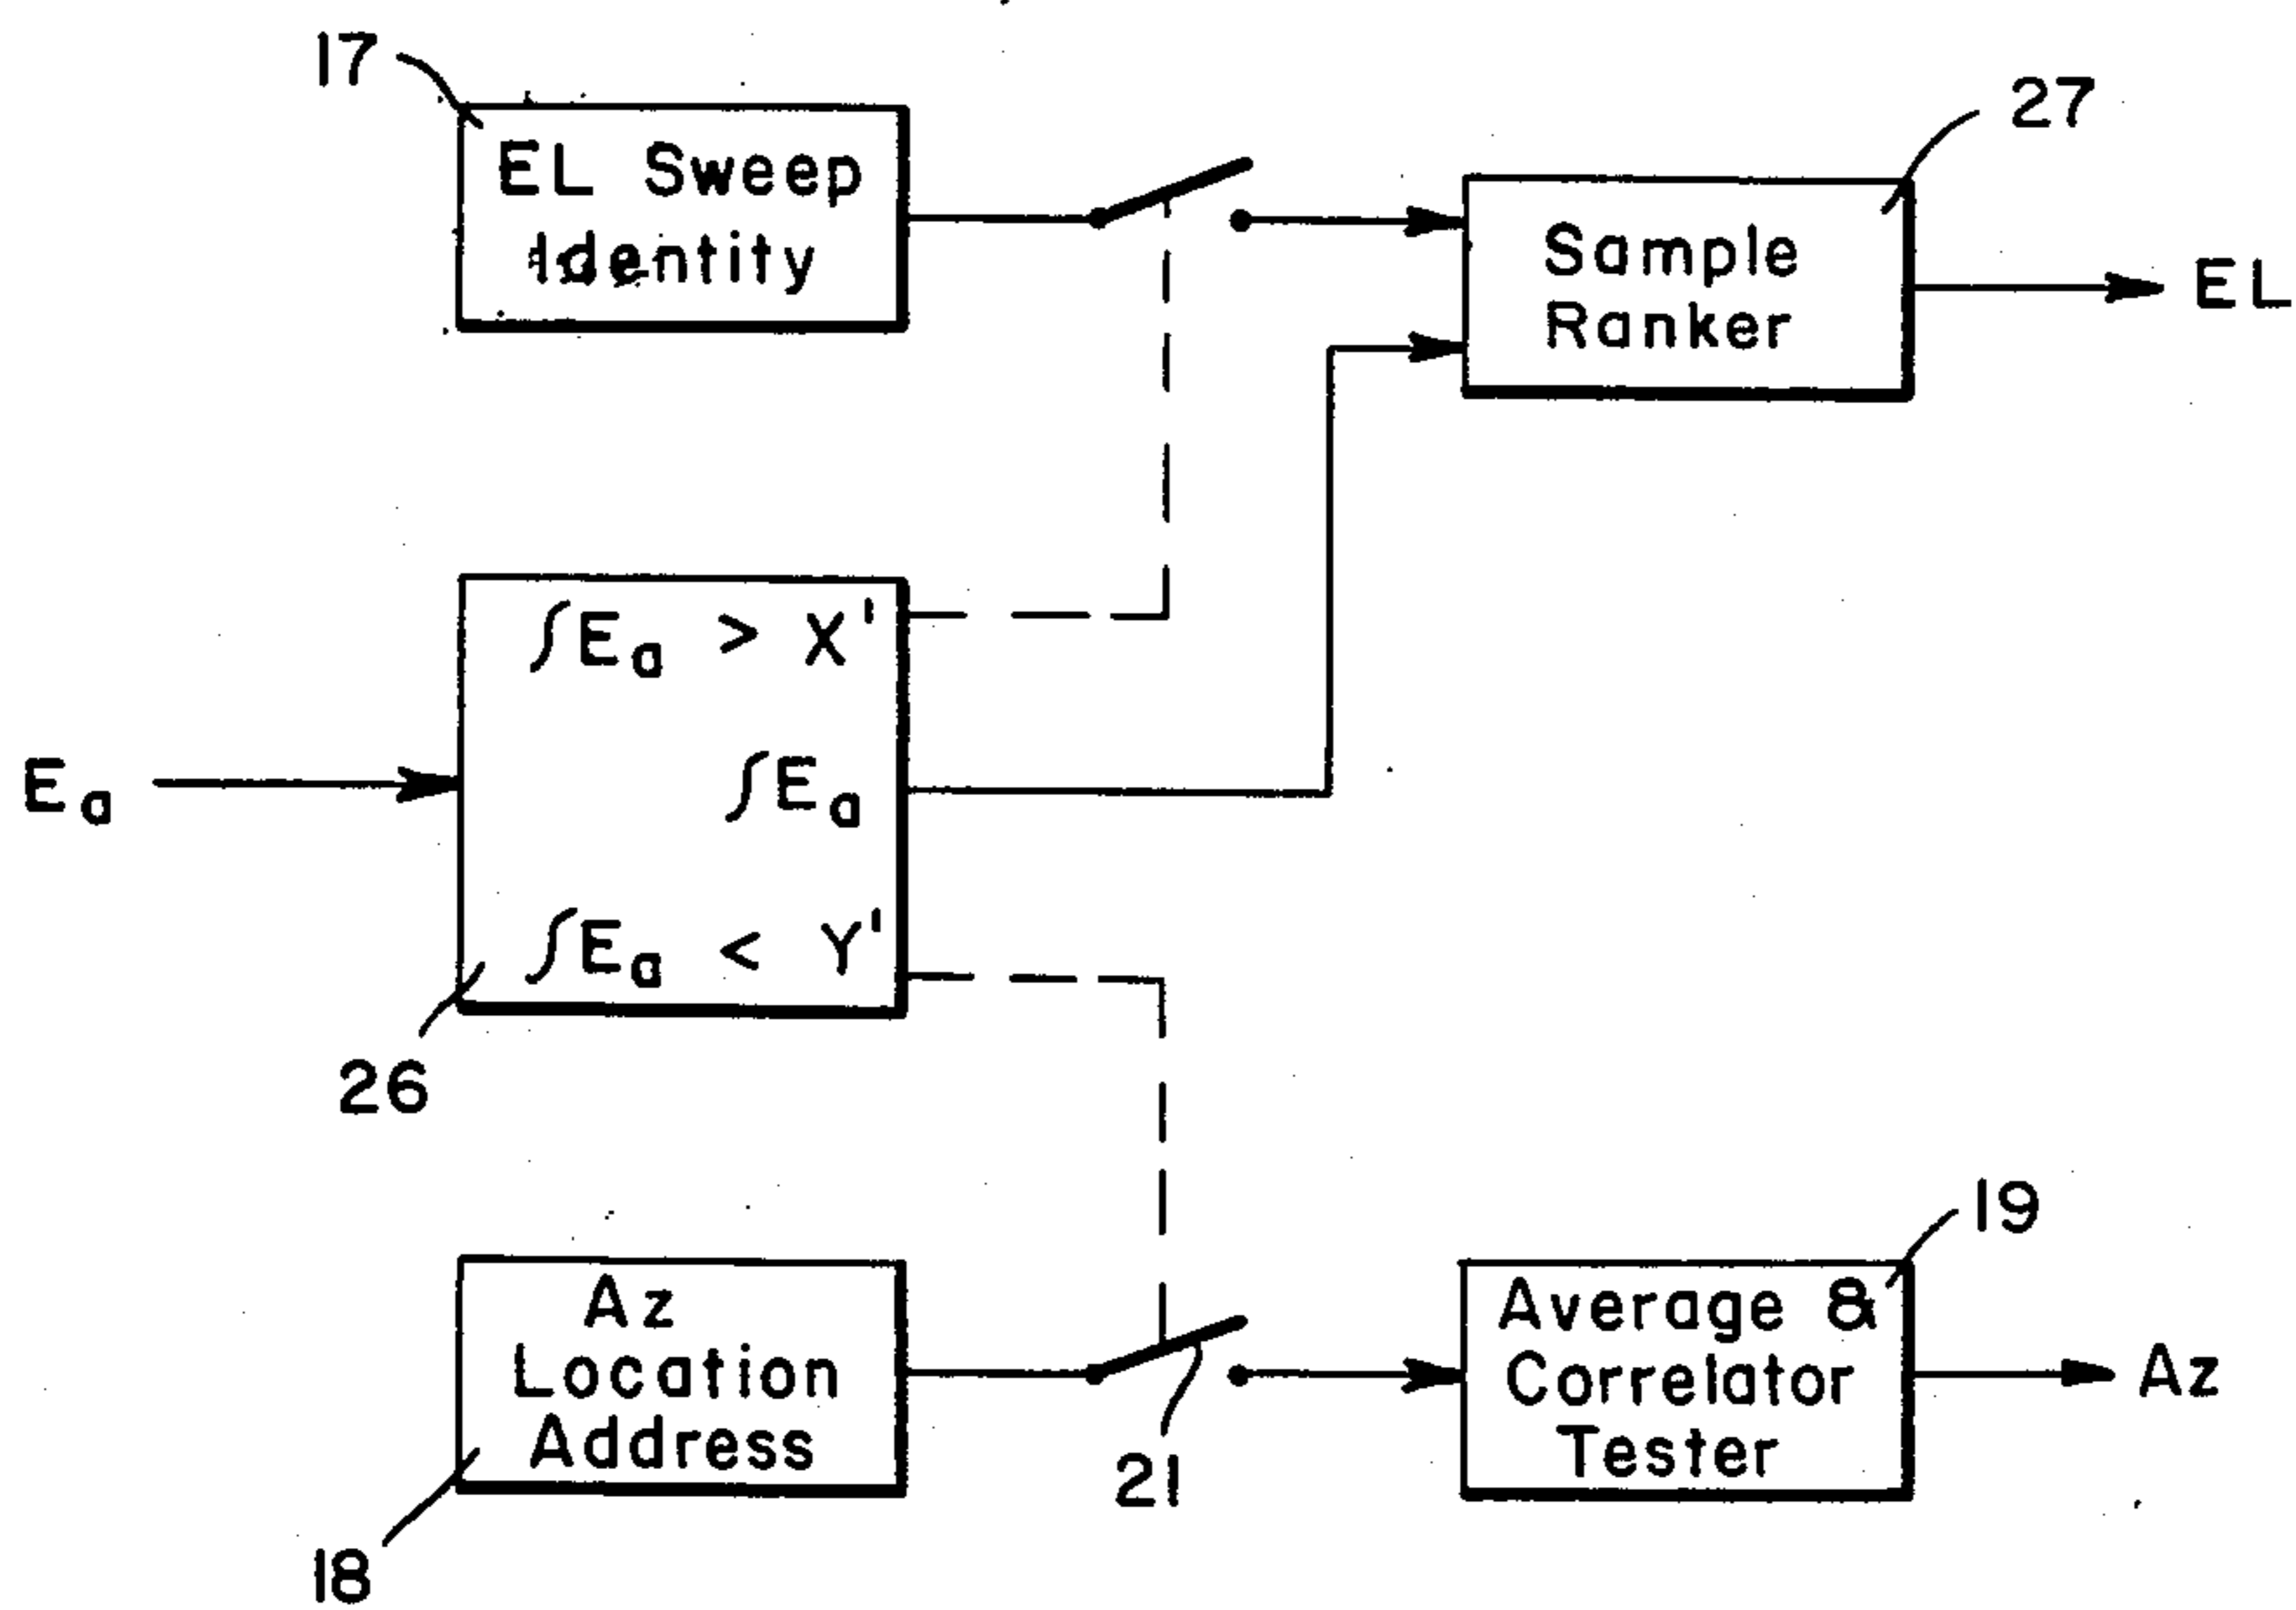 17
EL Sweep
Identity
27
Sample
Ranker
EL
∫Ea > X'
∫Ea
∫Ea < Y'
Ea
26
Az
Location
Address
18
21
19
Average &
Correlator
Tester
Az